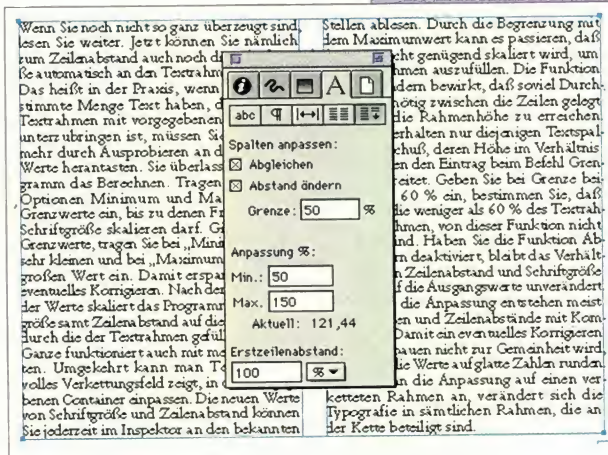 Wenn Sie noch nicht so ganz überzeugt sind,
lesen Sie weiter. Jetzt können Sie nämlich
zum Zeilenabstand auch noch di
ße automatisch an den Textrahm
Das heißt in der Praxis, wenn
stimmte Menge Text haben, d
Textrahmen mit vorgegebenen
unterzubringen ist, müssen Sie
mehr durch Ausprobieren an d
Werte herantasten. Sie überlass
gramm das Berechnen. Tragen
Optionen Minimum und Ma
Grenzwerte ein, bis zu denen Fr
Schriftgröße skalieren darf. G
Grenzwerte, tragen Sie bei „Mini
sehr kleinen und bei „Maximum
großen Wert ein. Damit erspar
eventuelles Korrigieren. Nach der
der Werte skaliert das Programm
größe samt Zeilenabstand auf die
durch die der Textrahmen gefül
Ganze funktioniert auch mit me
ten. Umgekehrt kann man Te
volles Verkettungsfeld zeigt, in
benen Container einpassen. Die neuen Werte
von Schriftgröße und Zeilenabstand können
Sie jederzeit im Inspektor an den bekannten
Stellen ablesen. Durch die Begrenzung mit
dem Maximumwert kann es passieren, daß
cht genügend skaliert wird, um
men auszufüllen. Die Funktion
dern bewirkt, daß soviel Durch-
nötig zwischen die Zeilen gelegt
die Rahmenhöhe zu erreichen
erhalten nur diejenigen Textspal
chuß, deren Höhe im Verhältnis
en den Eintrag beim Befehl Gren-
reitet. Geben Sie bei Grenze bei-
60 % ein, bestimmen Sie, daß
die weniger als 60 % des Textrah-
hmen, von dieser Funktion nicht
ind. Haben Sie die Funktion Ab-
n deaktiviert, bleibt das Verhält-
n Zeilenabstand und Schriftgröße
f die Ausgangswerte unverändert
die Anpassung entstehen meist
en und Zeilenabstände mit Kom-
Damit ein eventuelles Korrigieren
auen nicht zur Gemeinheit wird,
ie Werte auf glatte Zahlen runden.
n die Anpassung auf einen ver-
ketteten Rahmen an, verändert sich die
Typografie in sämtlichen Rahmen, die an
der Kette beteiligt sind.
A
abc ¶
Spalten anpassen:
Abgleichen
Abstand ändern
Grenze: 50 %
Anpassung %:
Min.: 50
Max. 150
Aktuell: 121,44
Erstzeilenabstand:
100 %